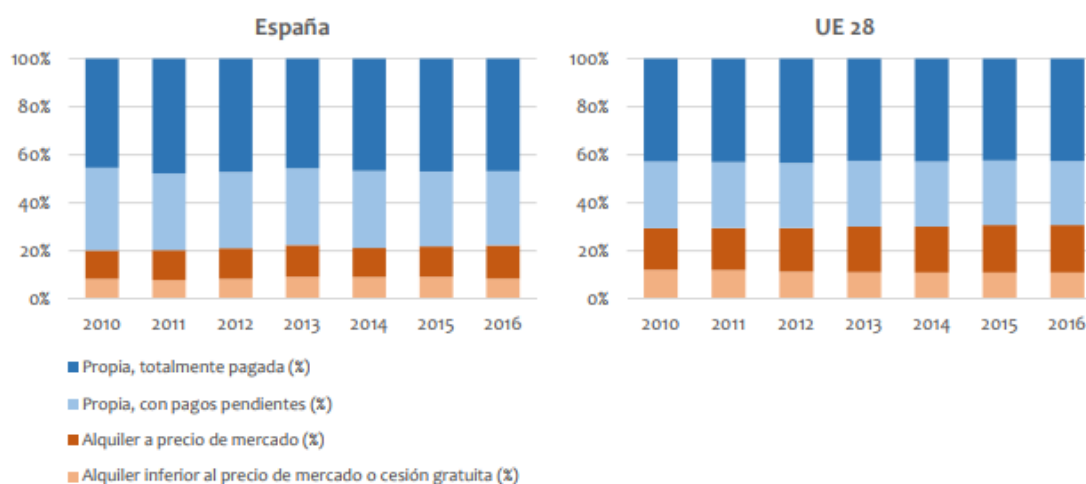 España
UE 28
100%
80%
60%
40%
20%
0%
2010 2011 2012 2013 2014 2015 2016
100%
80%
60%
40%
20%
0%
2010 2011 2012 2013 2014 2015 2016
Propia, totalmente pagada (%)
Propia, con pagos pendientes (%)
Alquiler a precio de mercado (%)
Alquiler inferior al precio de mercado o cesión gratuita (%)